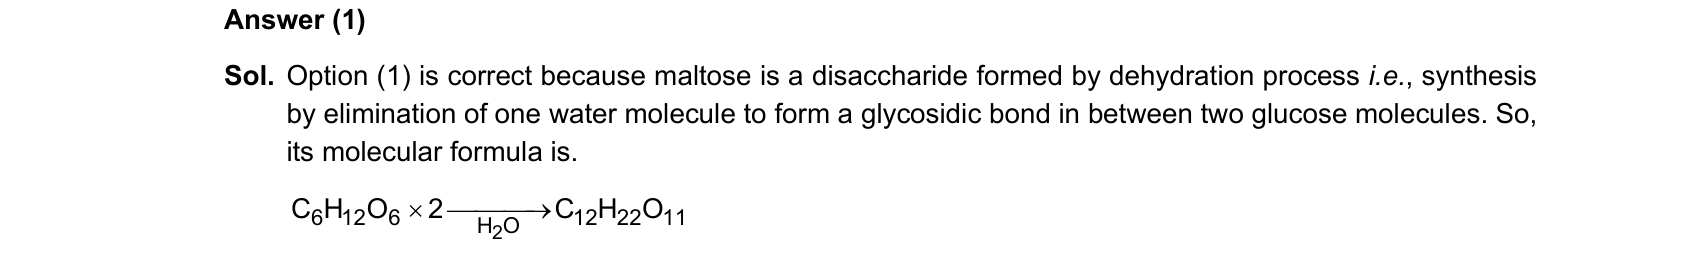 Answer (1)
Sol. Option (1) is correct because maltose is a disaccharide formed by dehydration process i.e., synthesis
by elimination of one water molecule to form a glycosidic bond in between two glucose molecules. So,
its molecular formula is.
C₆H₁₂O₆ × 2 ⟶ C₁₂H₂₂O₁₁
H₂O